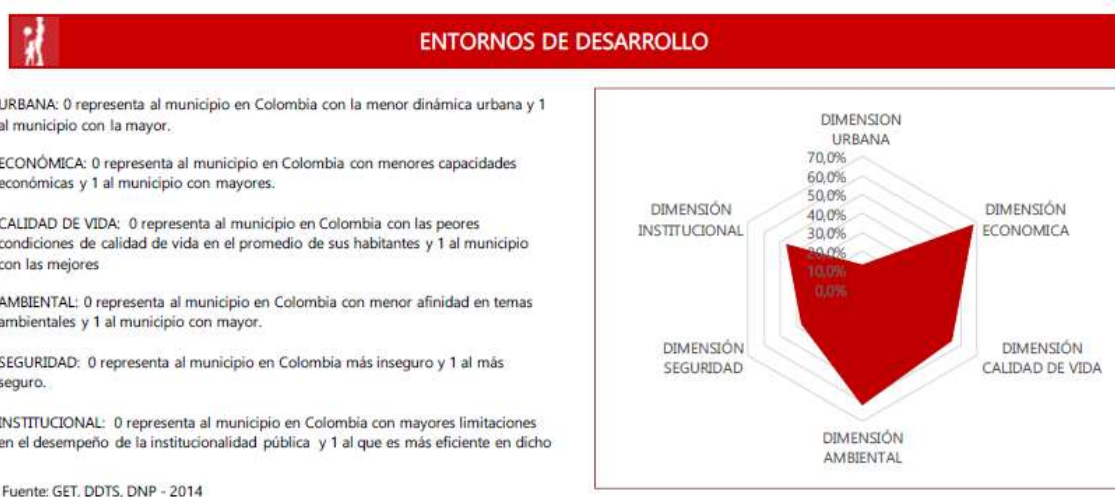 ENTORNOS DE DESARROLLO
URBANA: 0 representa al municipio en Colombia con la menor dinámica urbana y 1
al municipio con la mayor.
ECONÓMICA: 0 representa al municipio en Colombia con menores capacidades
económicas y 1 al municipio con mayores.
CALIDAD DE VIDA: 0 representa al municipio en Colombia con las peores
condiciones de calidad de vida en el promedio de sus habitantes y 1 al municipio
con las mejores
AMBIENTAL: 0 representa al municipio en Colombia con menor afinidad en temas
ambientales y 1 al municipio con mayor.
SEGURIDAD: 0 representa al municipio en Colombia más inseguro y 1 al más
seguro.
INSTITUCIONAL: 0 representa al municipio en Colombia con mayores limitaciones
en el desempeño de la institucionalidad pública y 1 al que es más eficiente en dicho
Fuente: GET, DDTS, DNP - 2014
DIMENSION
URBANA
70,0%
60,0%
50,0%
40,0%
30,0%
20,0%
10,0%
0,0%
DIMENSIÓN
ECONOMICA
DIMENSIÓN
CALIDAD DE VIDA
DIMENSIÓN
AMBIENTAL
DIMENSIÓN
SEGURIDAD
DIMENSIÓN
INSTITUCIONAL